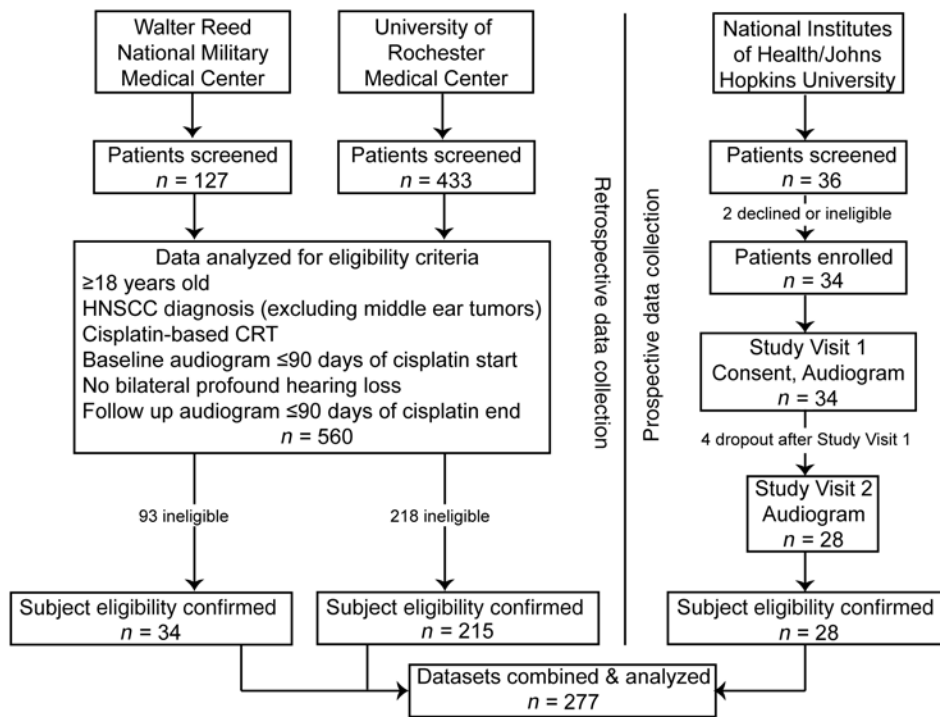 Walter Reed
National Military
Medical Center
University of
Rochester
Medical Center
National Institutes
of Health/Johns
Hopkins University
Patients screened
n = 127
Patients screened
n = 433
Patients screened
n = 36
2 declined or ineligible
Patients enrolled
n = 34
Data analyzed for eligibility criteria
≥18 years old
HNSCC diagnosis (excluding middle ear tumors)
Cisplatin-based CRT
Baseline audiogram ≤90 days of cisplatin start
No bilateral profound hearing loss
Follow up audiogram ≤90 days of cisplatin end
n = 560
Retrospective data collection
Prospective data collection
Study Visit 1
Consent, Audiogram
n = 34
4 dropout after Study Visit 1
Study Visit 2
Audiogram
n = 28
93 ineligible
218 ineligible
Subject eligibility confirmed
n = 34
Subject eligibility confirmed
n = 215
Subject eligibility confirmed
n = 28
Datasets combined & analyzed
n = 277